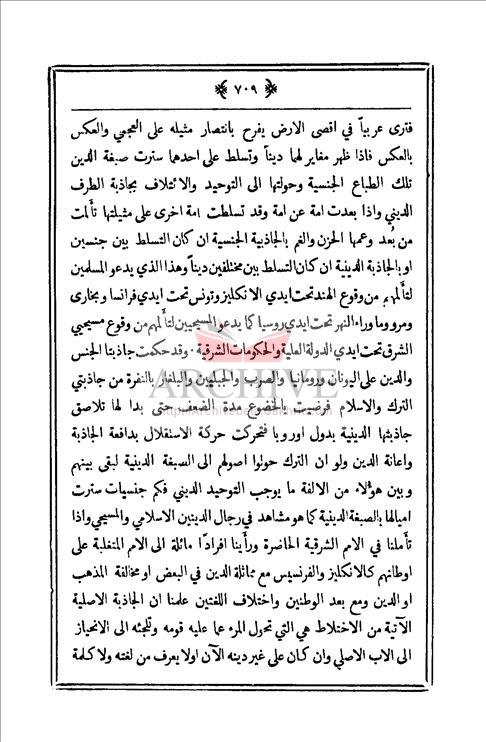 ٧٠٩
فترى عربياً في اقصى الارض يفرح بانتصار مثيله على العجمي والعكس
بالعكس فاذا ظهر مغاير لهما ديناً وتسلط على احدهما سترت صبغة الدين
تلك الطباع الجنسية وحولتها الى التوحيد والائتلاف بجاذبة الطرف
الديني واذا بعدت امة عن امة وقد تسلطت امة اخرى على مثيلتها تألمت
من بُعد وعمها الحزن والغم بالجاذبية الجنسية ان كان التسلط بين جنسين
او بالجاذبة الدينية ان كان التسلط بين مختلفين ديناً وهذا الذي يدعو المسلمين
لتألمهم من وقوع الهند تحت ايدي الانكليز وتونس تحت ايدي فرانسا وبخارى
ومرو وما وراء النهر تحت ايدي روسيا كما يدعو المسيحيين لتألمهم من وقوع مسيحيي
الشرق تحت ايدي الدولة العلية والحكومات الشرقية · وقد حكمت جاذبتا الجنس
والدين على اليونان ورومانيا والصرب والجبليين والبلغار بالنفرة من جاذبتي
الترك والاسلام فرضيت بالخضوع مدة الضعف حتى بدا لها تلاصق
جاذبتها الدينية بدول اوروبا فتحركت حركة الاستقلال بدافعة الجاذبة
واعانة الدين ولو ان الترك حولوا اصولهم الى الصبغة الدينية لبقى بينهم
وبين هؤلاء من الالفة ما يوجب التوحيد الديني فكم جنسيات سترت
اميالها بالصبغة الدينية كما هو مشاهد في رجال الدينين الاسلامي والمسيحي واذا
تأملنا في الامم الشرقية الحاضرة ورأينا افرادًا مائلة الى الامم المتغلبة على
اوطانهم كالانكليز والفرنسيس مع مماثلة الدين في البعض او مخالفة المذهب
او الدين ومع بعد الوطنين واختلاف اللغتين علمنا ان الجاذبة الاصلية
الآتية من الاختلاط هي التي تحول المرء عما عليه قومه وتلجئه الى الانحياز
الى الاب الاصلي وان كان على غير دينه الآن او لا يعرف من لغته ولا كلمة
ARCHIVE